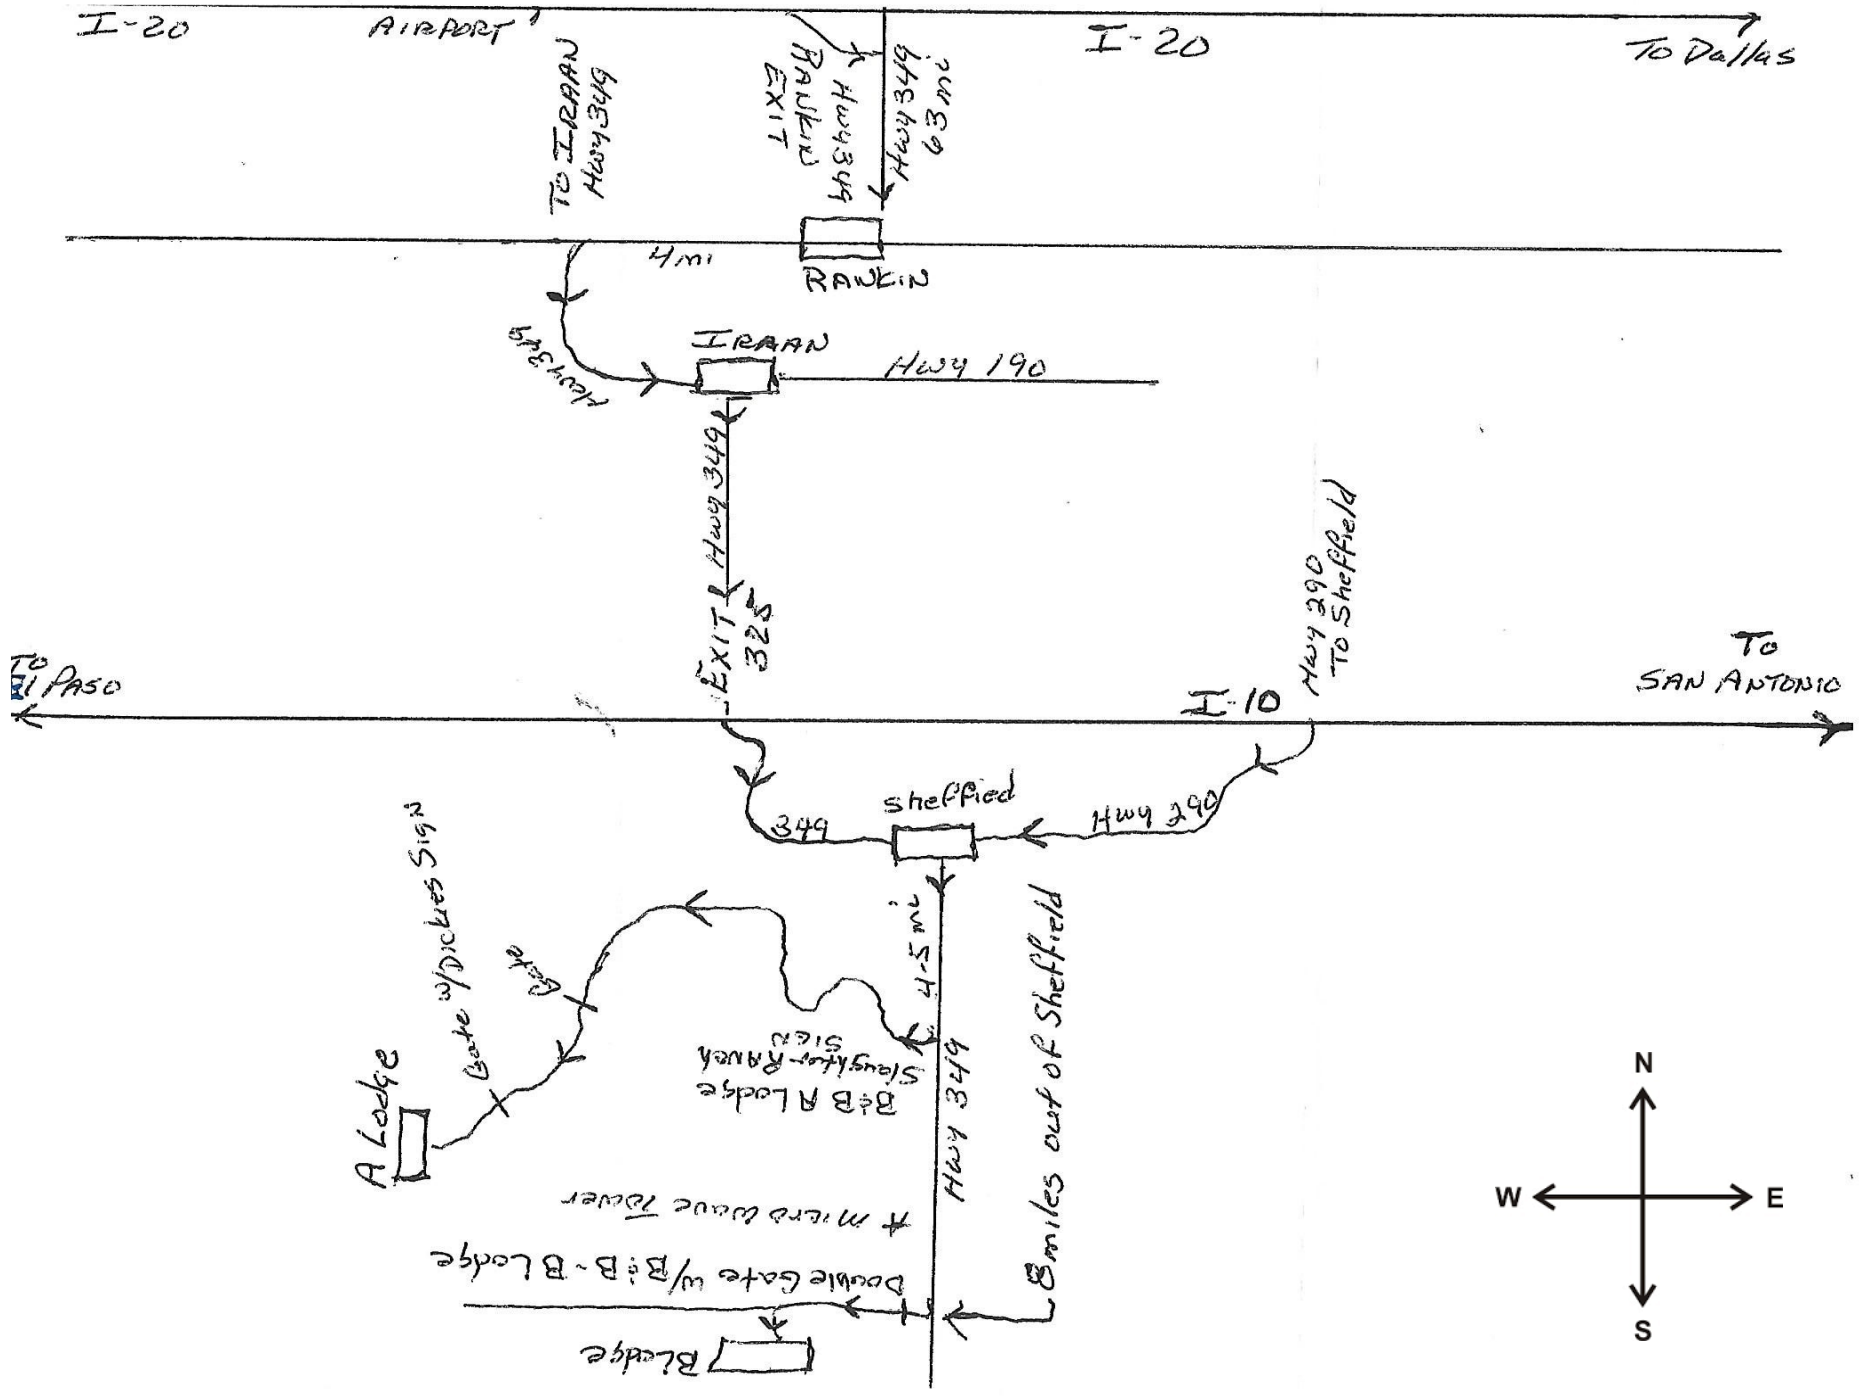 I-20
AIRPORT
I-20
To Dallas
TO IRAAN
Hwy 349
Hwy 349
RANKIN
EXIT
Hwy 349
63 mi
4 mi
RANKIN
Hwy 349
IRAAN
Hwy 190
Hwy 349
EXIT
325
Hwy 290
To Sheffield
To
El PASO
I-10
To
SAN ANTONIO
Sheffied
349
Hwy 290
Gate w/Dickies Sign
Gate
A Lodge
4-5 mi
Hwy 349
8 miles out of Sheffield
B&B A Lodge
Slaughter Ranch
Sign
* micro wave Tower
Double Gate w/ B&B-B Lodge
B Lodge
N
W
E
S